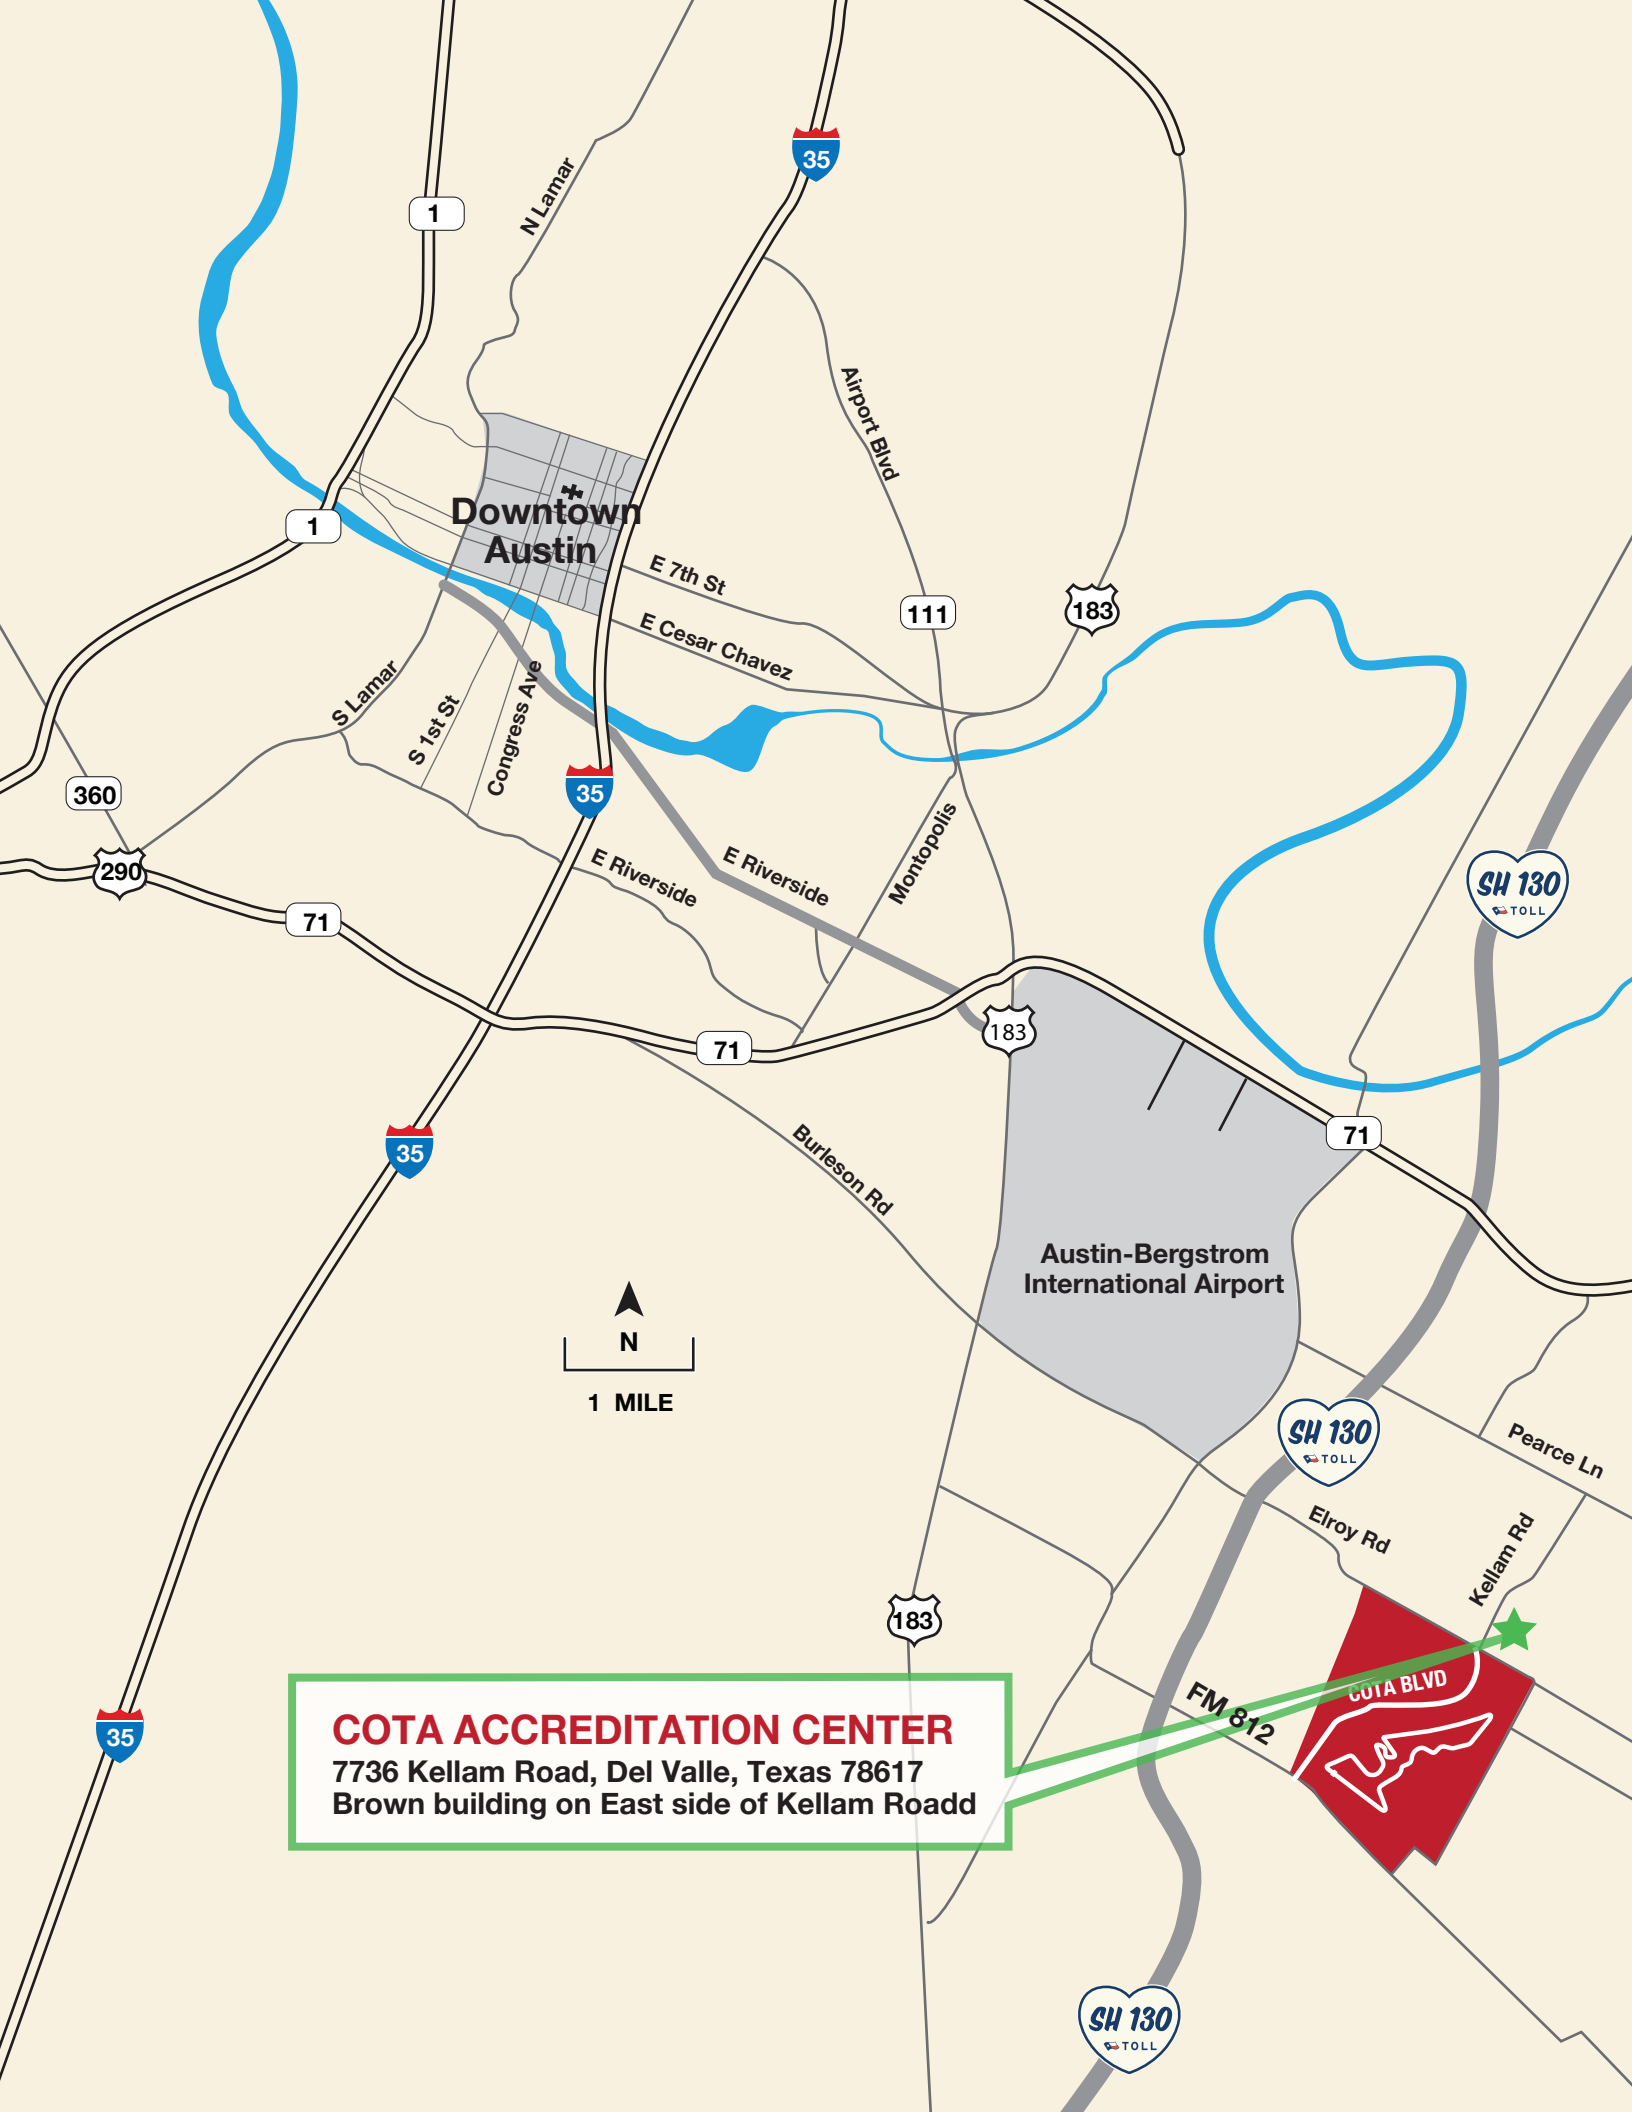 35
1
N Lamar
Airport Blvd
Downtown
Austin
1
E 7th St
183
111
E Cesar Chavez
S Lamar
S 1st St
Congress Ave
360
35
290
E Riverside
E Riverside
Montopolis
SH 130
TOLL
71
183
71
71
35
Burleson Rd
Austin-Bergstrom
International Airport
N
1 MILE
SH 130
TOLL
Pearce Ln
Elroy Rd
Kellam Rd
183
COTA BLVD
FM 812
35
COTA ACCREDITATION CENTER
7736 Kellam Road, Del Valle, Texas 78617
Brown building on East side of Kellam Roadd
SH 130
TOLL